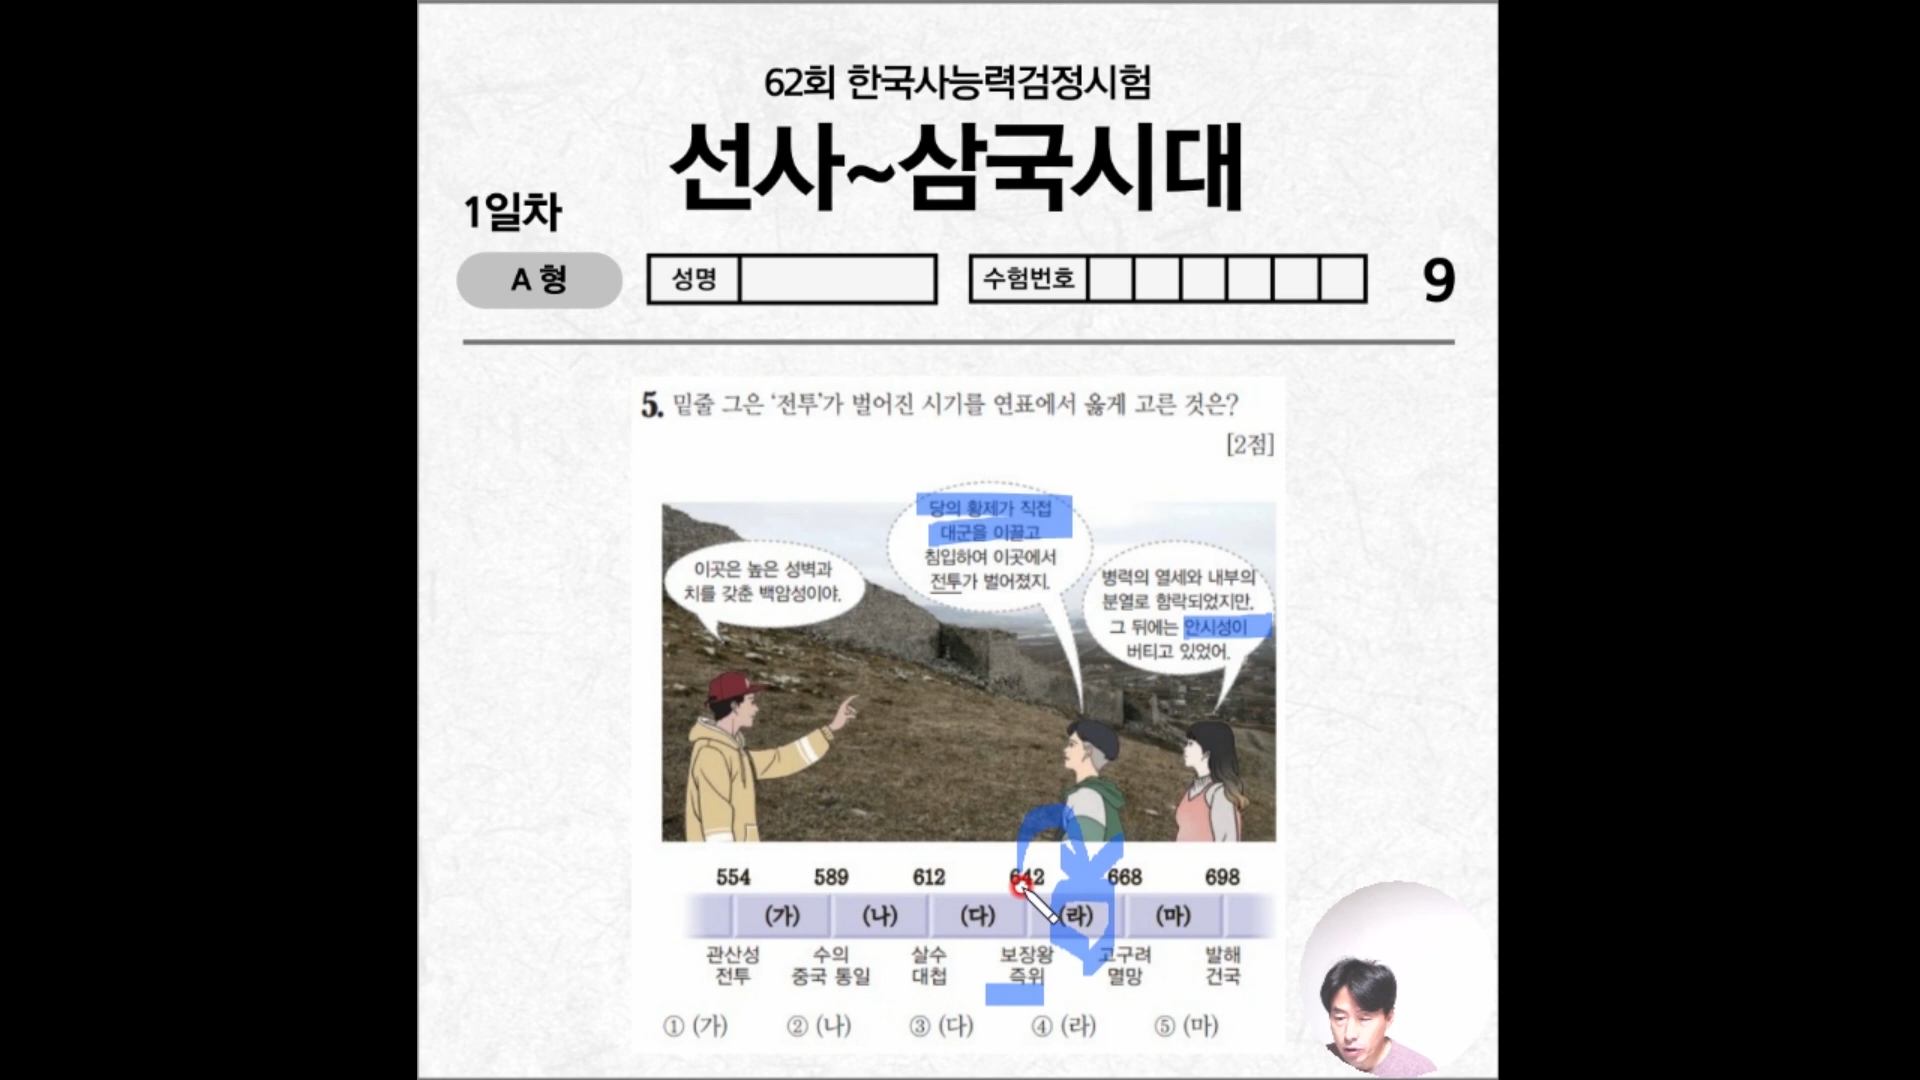 62회 한국사능력검정시험
선사~삼국시대
1일차
A 형
성명
수험번호
9
5. 밑줄 그은 ‘전투’가 벌어진 시기를 연표에서 옳게 고른 것은?
[2점]
이곳은 높은 성벽과
치를 갖춘 백암성이야.
당의 황제가 직접
대군을 이끌고
침입하여 이곳에서
전투가 벌어졌지.
병력의 열세와 내부의
분열로 함락되었지만,
그 뒤에는 안시성이
버티고 있었어.
554 589 612 642 668 698
(가) (나) (다) (라) (마)
관산성 수의 살수 보장왕 고구려 발해
전투 중국 통일 대첩 즉위 멸망 건국
① (가) ② (나) ③ (다) ④ (라) ⑤ (마)